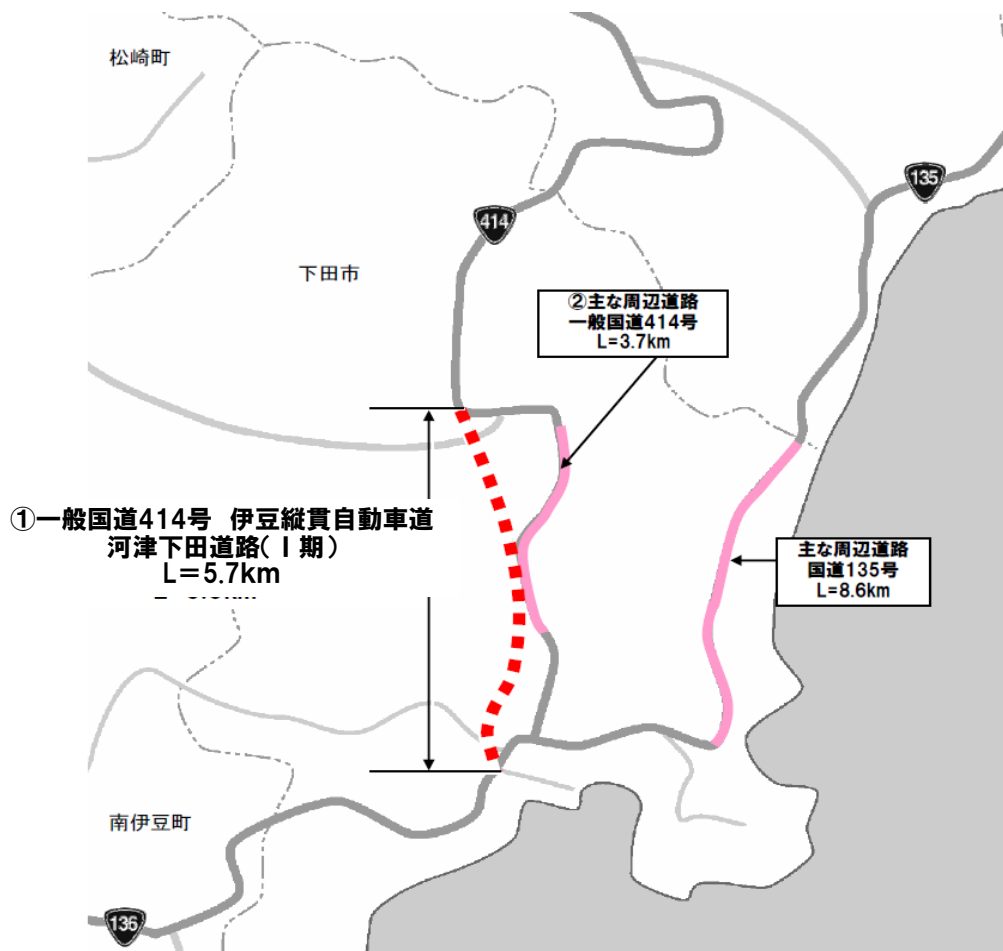 松崎町
135
414
下田市
②主な周辺道路
一般国道414号
L=3.7km
①一般国道414号 伊豆縦貫自動車道
河津下田道路(Ⅰ期)
L=5.7km
主な周辺道路
国道135号
L=8.6km
南伊豆町
136